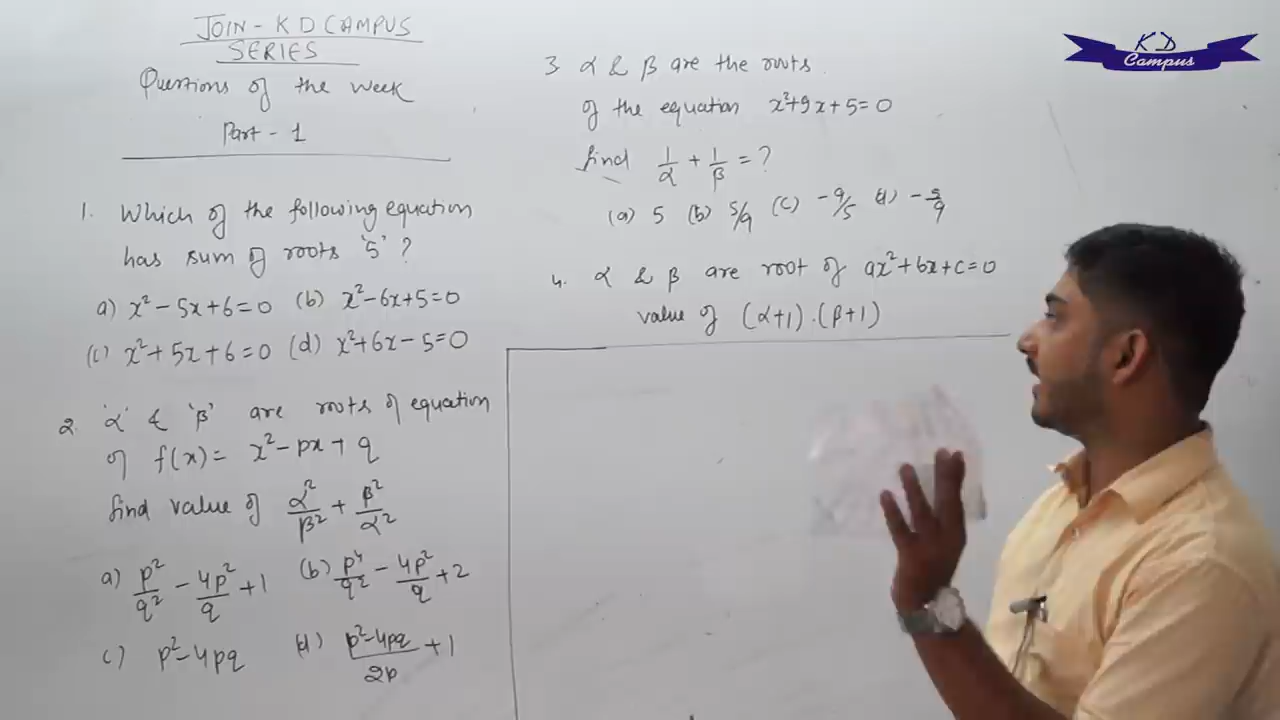 JOIN - K D CAMPUS
SERIES
Questions of the week
Part - 1
1. Which of the following equation
has sum of roots '5' ?
a) x² - 5x + 6 = 0 (b) x² - 6x + 5 = 0
(c) x² + 5x + 6 = 0 (d) x² + 6x - 5 = 0
2. 'α' & 'β' are roots of equation
of f(x) = x² - px + q
find value of α²/β² + β²/α²
a) p²/q² - 4p²/q + 1 (b) p⁴/q² - 4p²/q + 2
c) p² - 4pq (d) p² - 4pq/2p + 1
3 α & β are the roots
of the equation x² + 9x + 5 = 0
find 1/α + 1/β = ?
(a) 5 (b) 5/9 (c) -9/5 (d) -5/9
4. α & β are root of ax² + bx + c = 0
value of (α+1).(β+1)
K D
Campus